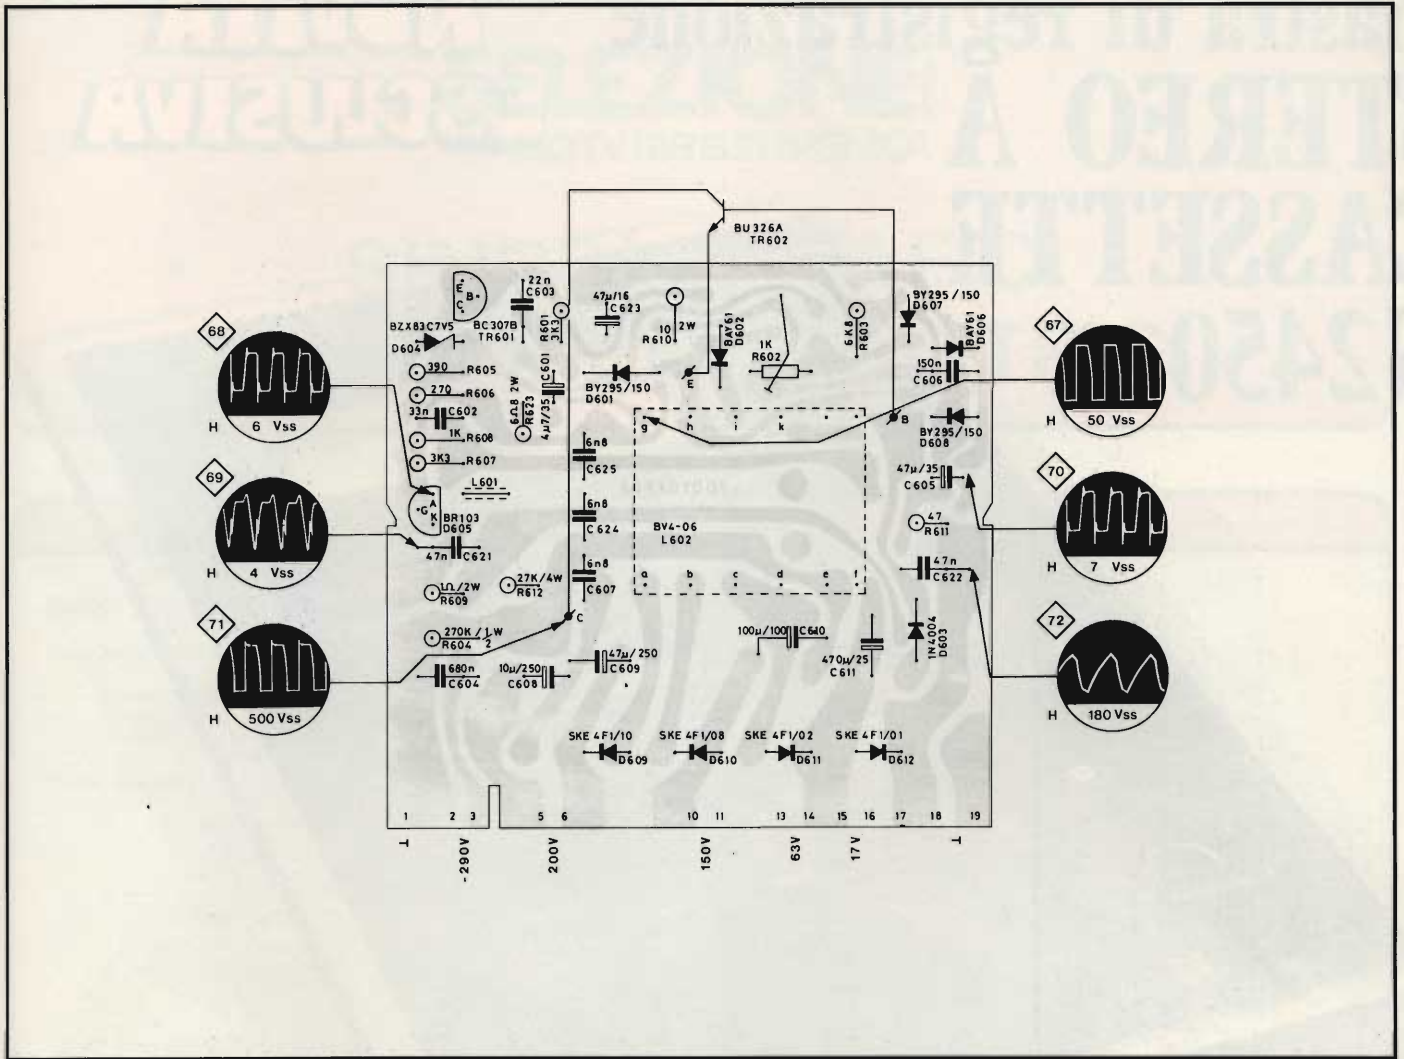 BU326A
TR602
E
B
C
22n
C603
BZX83C7V5
D604
BC307B
TR601
R601
3K3
47µ/16
C623
10
2W
R610
BAY61
D602
1K
R602
6K8
R603
BY295/150
D607
BAY61
D606
150n
C606
390
R605
270
R606
33n
C602
1K
R608
3K3
R607
6Ω8 2W
R623
C601
4µ7/35
BY295/150
D601
E
g
h
i
k
B
BY295/150
D608
47µ/35
C605
L601
6n8
C625
A
G
K
BR103
D605
6n8
C624
BV4-06
L602
47
R611
47n
C621
6n8
C607
47n
C622
a
b
c
d
e
f
1Ω/2W
R609
27K/4W
R612
C
270K/1W
2
R604
100µ/100
C610
1N4004
D603
47µ/250
C609
470µ/25
C611
680n
C604
10µ/250
C608
SKE 4F1/10
D609
SKE 4F1/08
D610
SKE 4F1/02
D611
SKE 4F1/01
D612
1
2
3
5
6
10
11
13
14
15
16
17
18
19
⊥
-290V
200V
150V
63V
17V
⊥
68
H
6 Vss
69
H
4 Vss
71
H
500 Vss
67
H
50 Vss
70
H
7 Vss
72
H
180 Vss